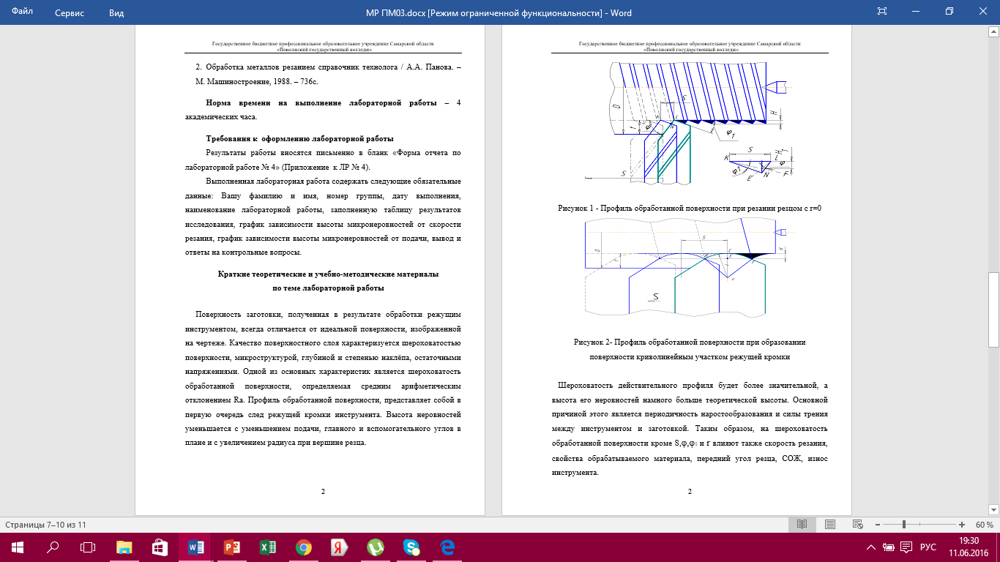 Файл Сервис Вид МР ПМ03.docx [Режим ограниченной функциональности] - Word
Государственное бюджетное профессиональное образовательное учреждение Самарской области
«Поволжский государственный колледж»
2. Обработка металлов резанием справочник технолога / А.А. Панова. –
М. Машиностроение, 1988. – 736с.
Норма времени на выполнение лабораторной работы – 4
академических часа.
Требования к оформлению лабораторной работы
Результаты работы вносятся письменно в бланк «Форма отчета по
лабораторной работе № 4» (Приложение к ЛР № 4).
Выполненная лабораторная работа содержать следующие обязательные
данные: Вашу фамилию и имя, номер группы, дату выполнения,
наименование лабораторной работы, заполненную таблицу результатов
исследования, график зависимости высоты микронеровностей от скорости
резания, график зависимости высоты микронеровностей от подачи, вывод и
ответы на контрольные вопросы.
Краткие теоретические и учебно-методические материалы
по теме лабораторной работы
Поверхность заготовки, полученная в результате обработки режущим
инструментом, всегда отличается от идеальной поверхности, изображенной
на чертеже. Качество поверхностного слоя характеризуется шероховатостью
поверхности, микроструктурой, глубиной и степенью наклёпа, остаточными
напряжениями. Одной из основных характеристик является шероховатость
обработанной поверхности, определяемая средним арифметическим
отклонением Ra. Профиль обработанной поверхности, представляет собой в
первую очередь след режущей кромки инструмента. Высота неровностей
уменьшается с уменьшением подачи, главного и вспомогательного углов в
плане и с увеличением радиуса при вершине резца.
2
Государственное бюджетное профессиональное образовательное учреждение Самарской области
«Поволжский государственный колледж»
D S H
K L
t φ N
φ1
S
K S L H
φ1 E N F φ
Рисунок 1 - Профиль обработанной поверхности при резании резцом с r=0
S
S
Рисунок 2- Профиль обработанной поверхности при образовании
поверхности криволинейным участком режущей кромки
Шероховатость действительного профиля будет более значительной, а
высота его неровностей намного больше теоретической высоты. Основной
причиной этого является периодичность наростообразования и силы трения
между инструментом и заготовкой. Таким образом, на шероховатость
обработанной поверхности кроме S,φ,φ1 и r влияют также скорость резания,
свойства обрабатываемого материала, передний угол резца, СОЖ, износ
инструмента.
2
Страницы 7–10 из 11 60 %
РУС 19:30
11.06.2016